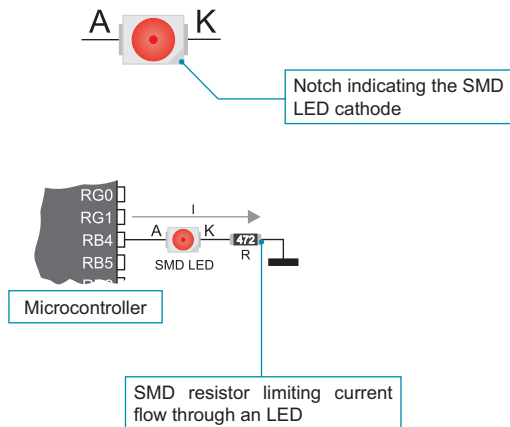 A K
Notch indicating the SMD
LED cathode
RG0
RG1
I
RB4
A
K
472
RB5
SMD LED
R
Microcontroller
SMD resistor limiting current
flow through an LED